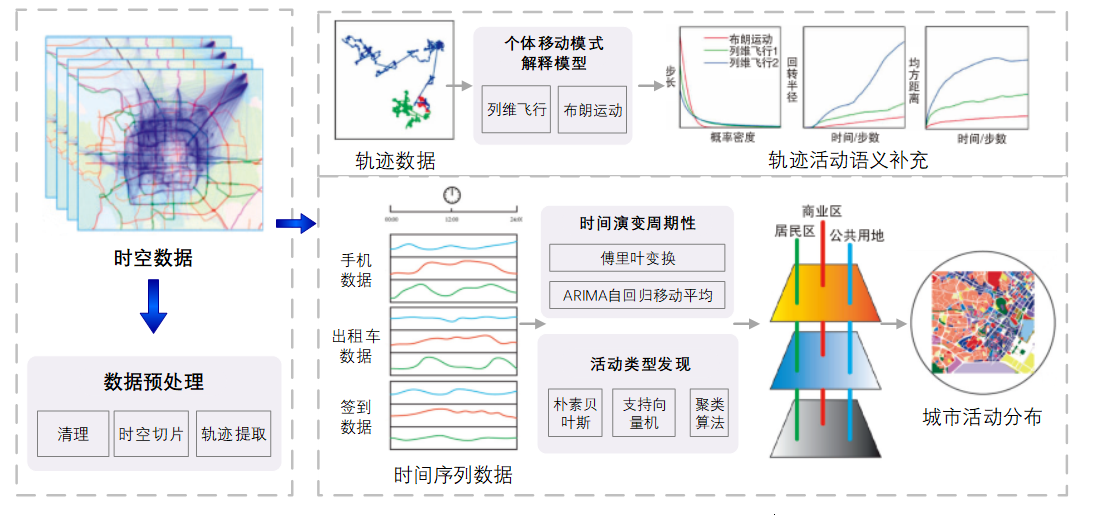 时空数据
数据预处理
清理
时空切片
轨迹提取
轨迹数据
个体移动模式
解释模型
列维飞行
布朗运动
步长
布朗运动
列维飞行1
列维飞行2
概率密度
回转半径
时间/步数
均方距离
时间/步数
轨迹活动语义补充
00:00
12:00
24:00
手机
数据
出租车
数据
签到
数据
时间序列数据
时间演变周期性
傅里叶变换
ARIMA自回归移动平均
活动类型发现
朴素贝
叶斯
支持向
量机
聚类
算法
商业区
居民区
公共用地
城市活动分布